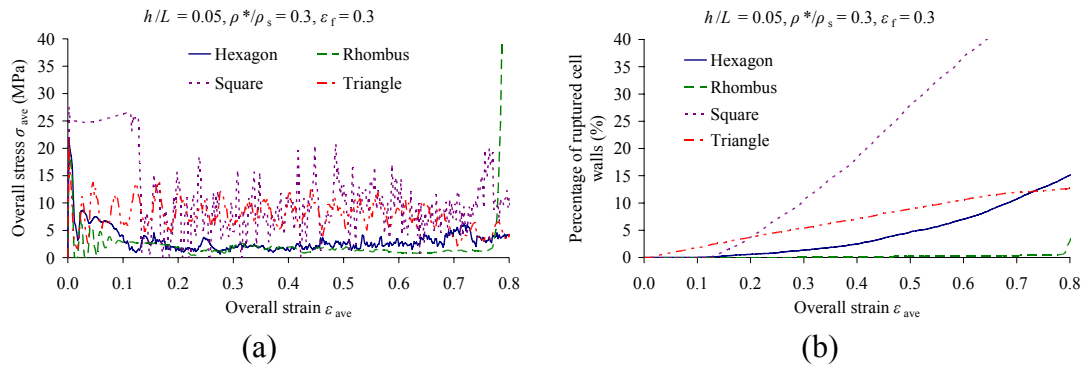 h/L = 0.05, ρ*/ρs = 0.3, εf = 0.3
Overall stress σ ave (MPa)
40
35
30
25
20
15
10
5
0
Hexagon
Rhombus
Square
Triangle
0.0 0.1 0.2 0.3 0.4 0.5 0.6 0.7 0.8
Overall strain ε ave
(a)
h/L = 0.05, ρ*/ρs = 0.3, εf = 0.3
Percentage of ruptured cell
walls (%)
40
35
30
25
20
15
10
5
0
Hexagon
Rhombus
Square
Triangle
0.0 0.1 0.2 0.3 0.4 0.5 0.6 0.7 0.8
Overall strain ε ave
(b)